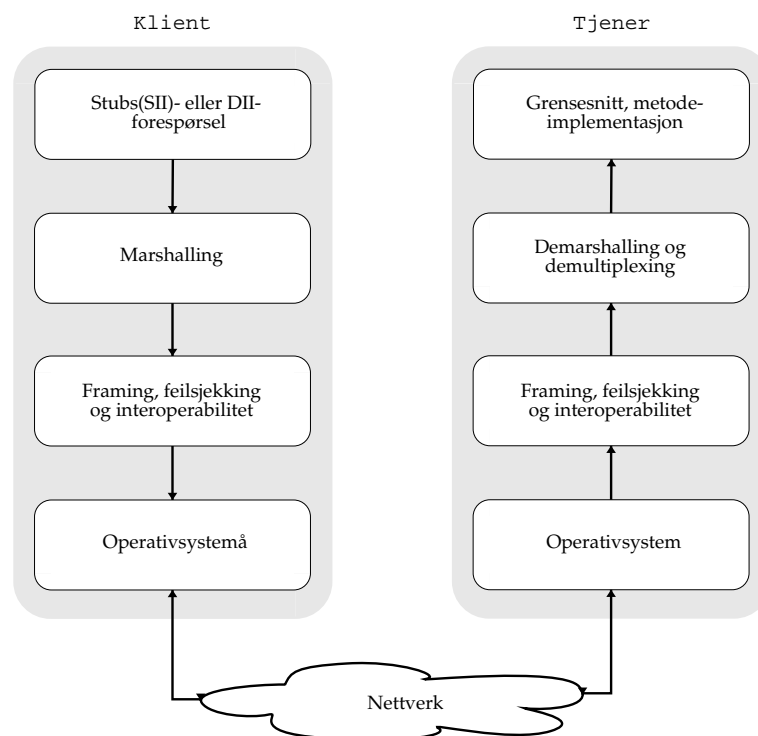 Klient
Stubs(SII)- eller DII-
forespørsel
Marshalling
Framing, feilsjekking
og interoperabilitet
Operativsystemå
Tjener
Grensesnitt, metode-
implementasjon
Demarshalling og
demultiplexing
Framing, feilsjekking
og interoperabilitet
Operativsystem
Nettverk